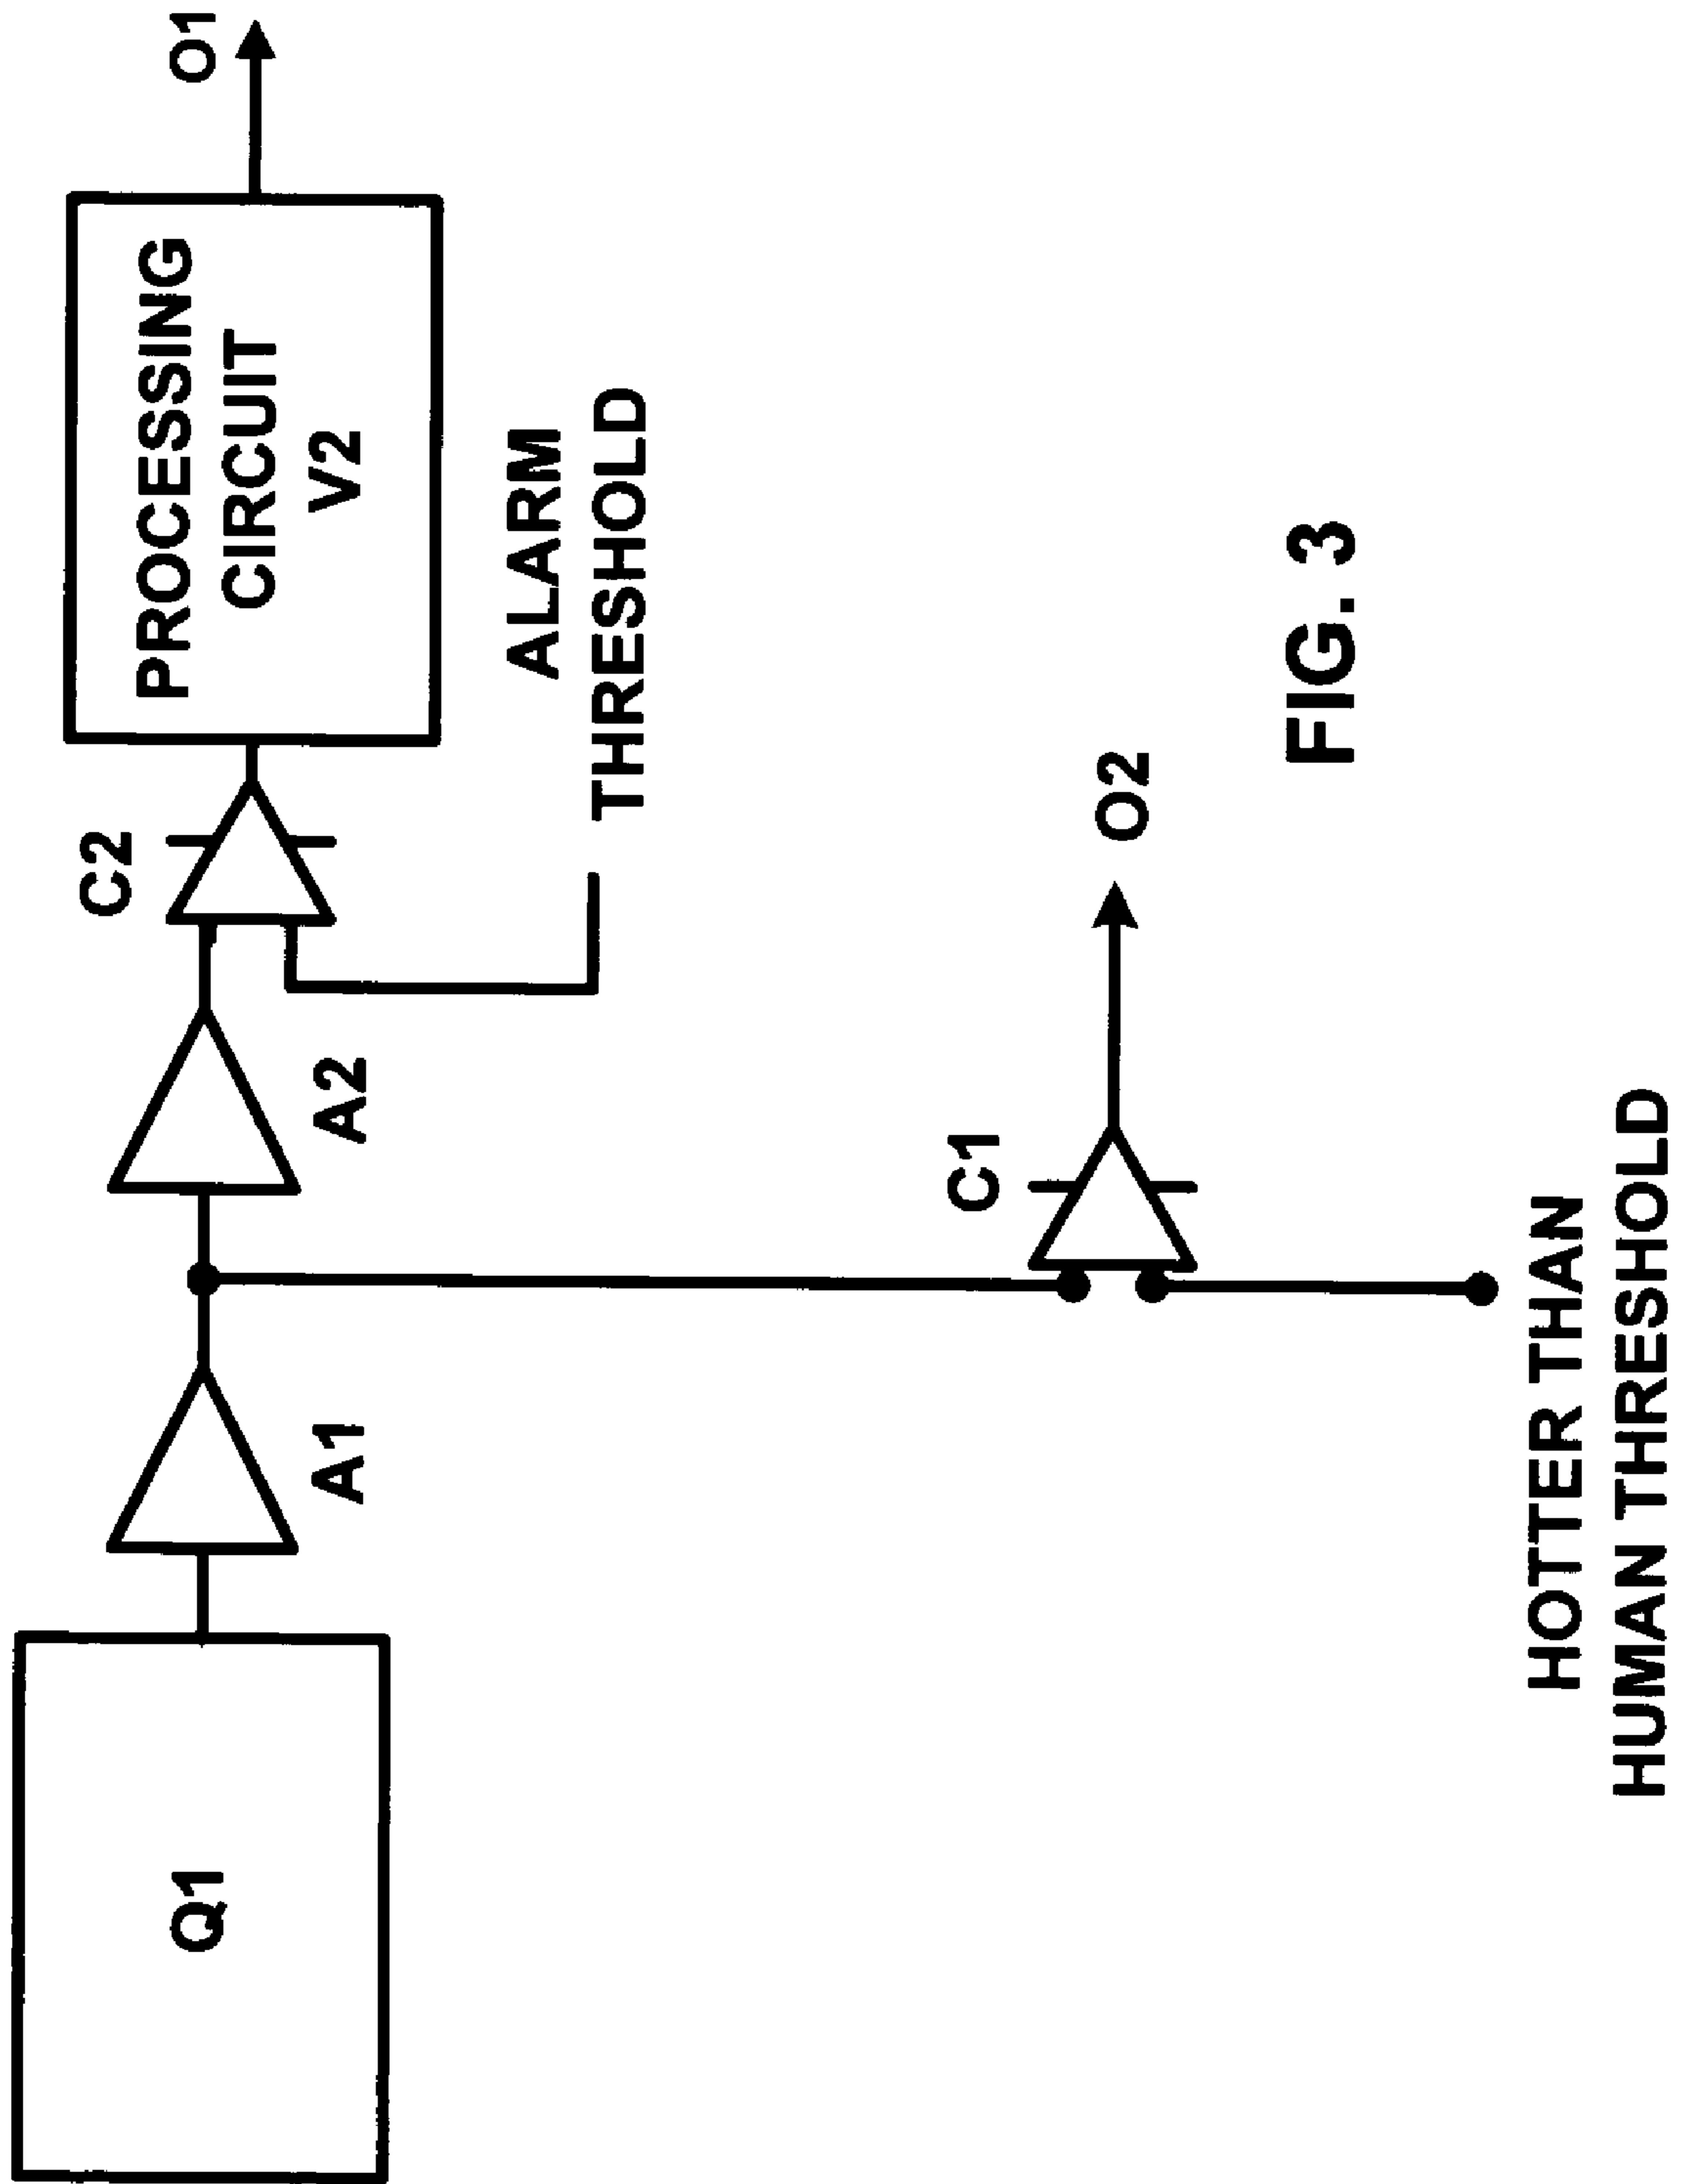 Q1
A1
A2
C2
PROCESSING
CIRCUIT
V2
O1
ALARM
THRESHOLD
C1
O2
HOTTER THAN
HUMAN THRESHOLD
FIG. 3